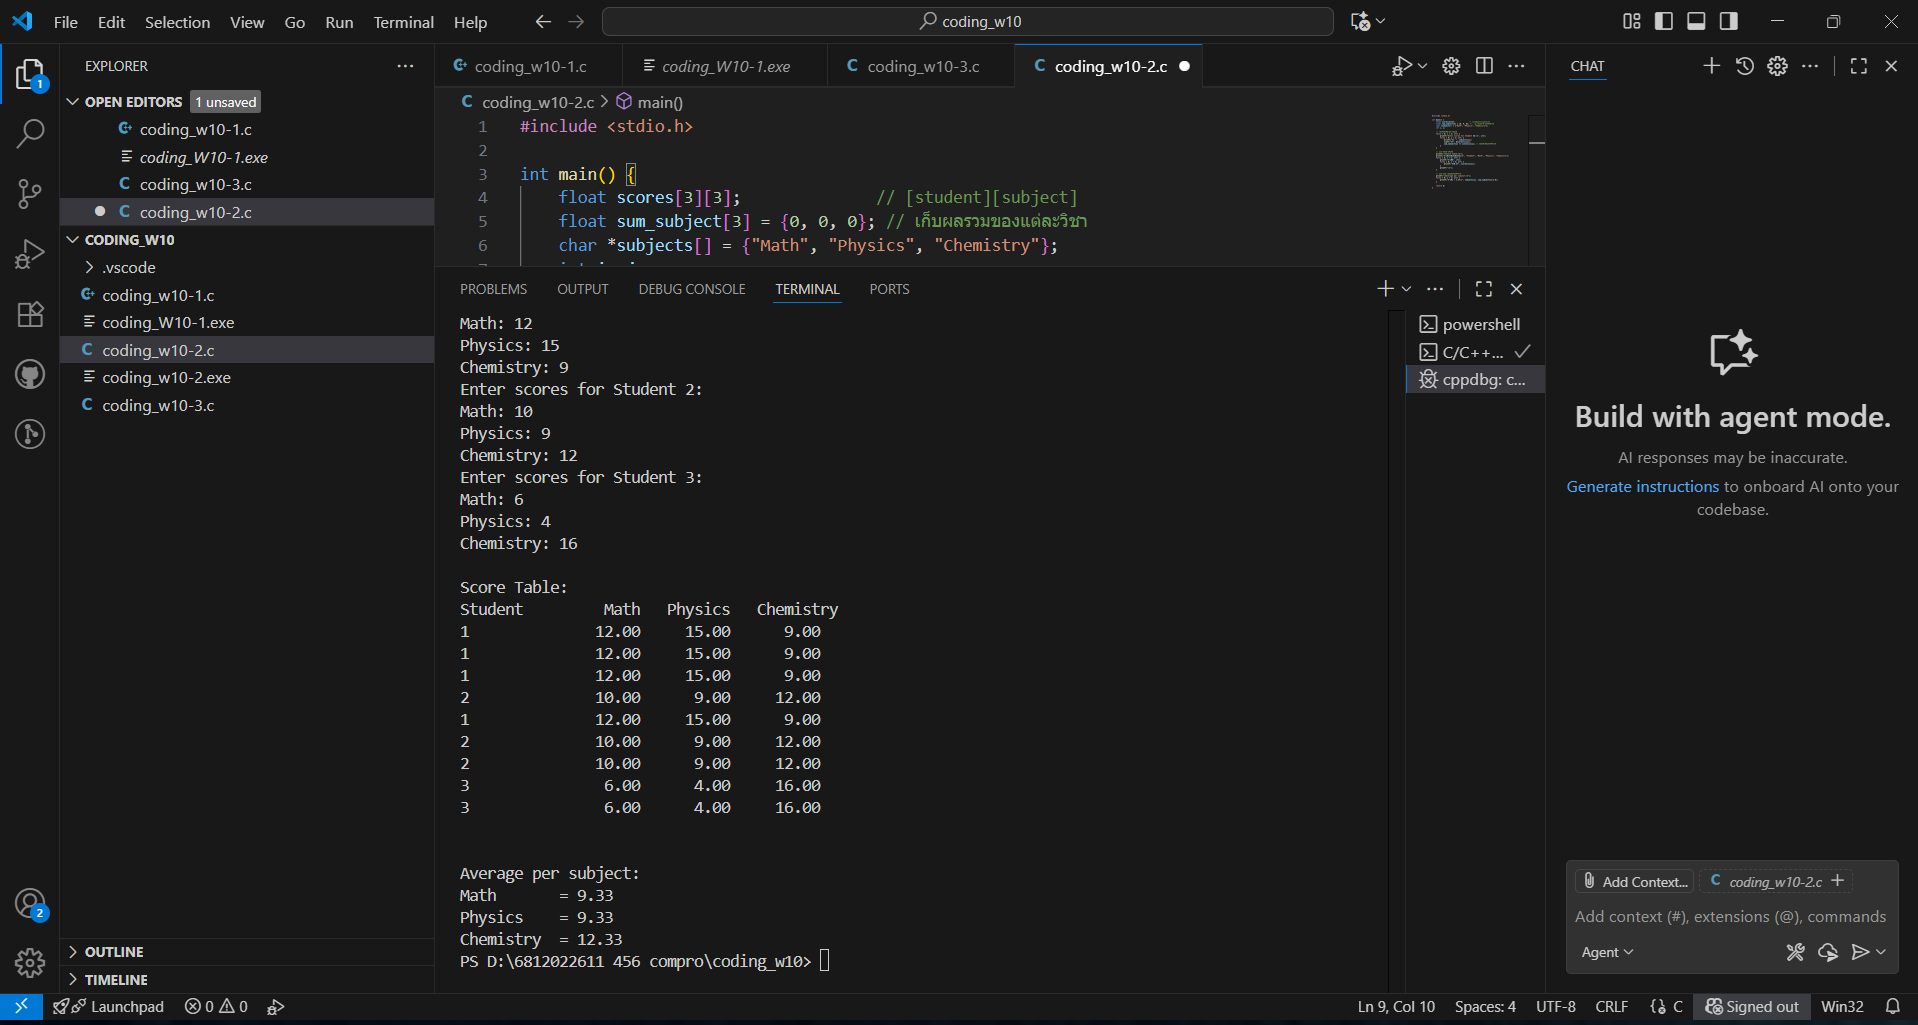 File Edit Selection View Go Run Terminal Help
coding_w10
EXPLORER
OPEN EDITORS 1 unsaved
coding_w10-1.c
coding_W10-1.exe
coding_w10-3.c
coding_w10-2.c
CODING_W10
.vscode
coding_w10-1.c
coding_W10-1.exe
coding_w10-2.c
coding_w10-2.exe
coding_w10-3.c
OUTLINE
TIMELINE
1
2
coding_w10-1.c coding_W10-1.exe coding_w10-3.c coding_w10-2.c
coding_w10-2.c > main()
1 #include <stdio.h>
2
3 int main() {
4 float scores[3][3]; // [student][subject]
5 float sum_subject[3] = {0, 0, 0}; // เก็บผลรวมของแต่ละวิชา
6 char *subjects[] = {"Math", "Physics", "Chemistry"};
PROBLEMS OUTPUT DEBUG CONSOLE TERMINAL PORTS
Math: 12
Physics: 15
Chemistry: 9
Enter scores for Student 2:
Math: 10
Physics: 9
Chemistry: 12
Enter scores for Student 3:
Math: 6
Physics: 4
Chemistry: 16
Score Table:
Student Math Physics Chemistry
1 12.00 15.00 9.00
1 12.00 15.00 9.00
1 12.00 15.00 9.00
2 10.00 9.00 12.00
1 12.00 15.00 9.00
2 10.00 9.00 12.00
2 10.00 9.00 12.00
3 6.00 4.00 16.00
3 6.00 4.00 16.00
Average per subject:
Math = 9.33
Physics = 9.33
Chemistry = 12.33
PS D:\6812022611 456 compro\coding_w10>
powershell
C/C++...
cppdbg: c...
CHAT
Build with agent mode.
AI responses may be inaccurate.
Generate instructions to onboard AI onto your
codebase.
Add Context... coding_w10-2.c
Add context (#), extensions (@), commands
Agent
Launchpad 0 0
Ln 9, Col 10 Spaces: 4 UTF-8 CRLF {} C Signed out Win32